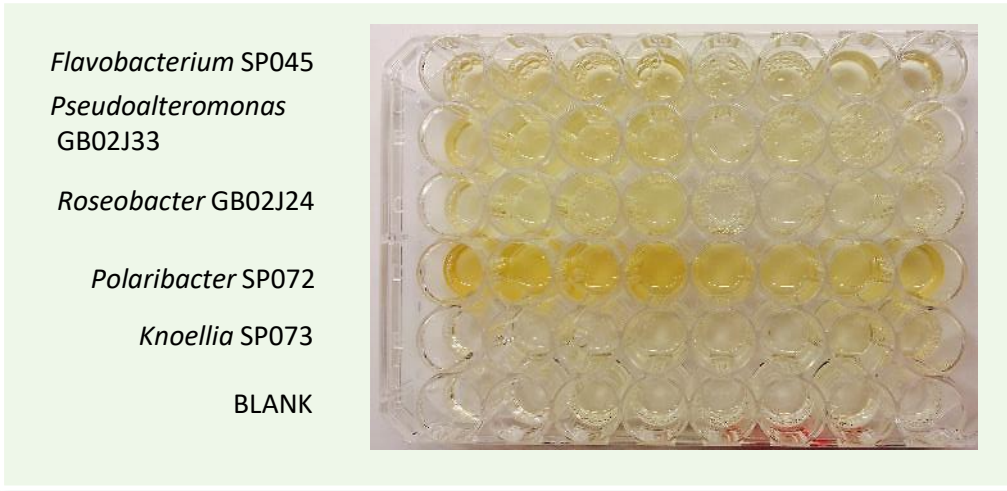 Flavobacterium SP045
Pseudoalteromonas
GB02J33
Roseobacter GB02J24
Polaribacter SP072
Knoellia SP073
BLANK